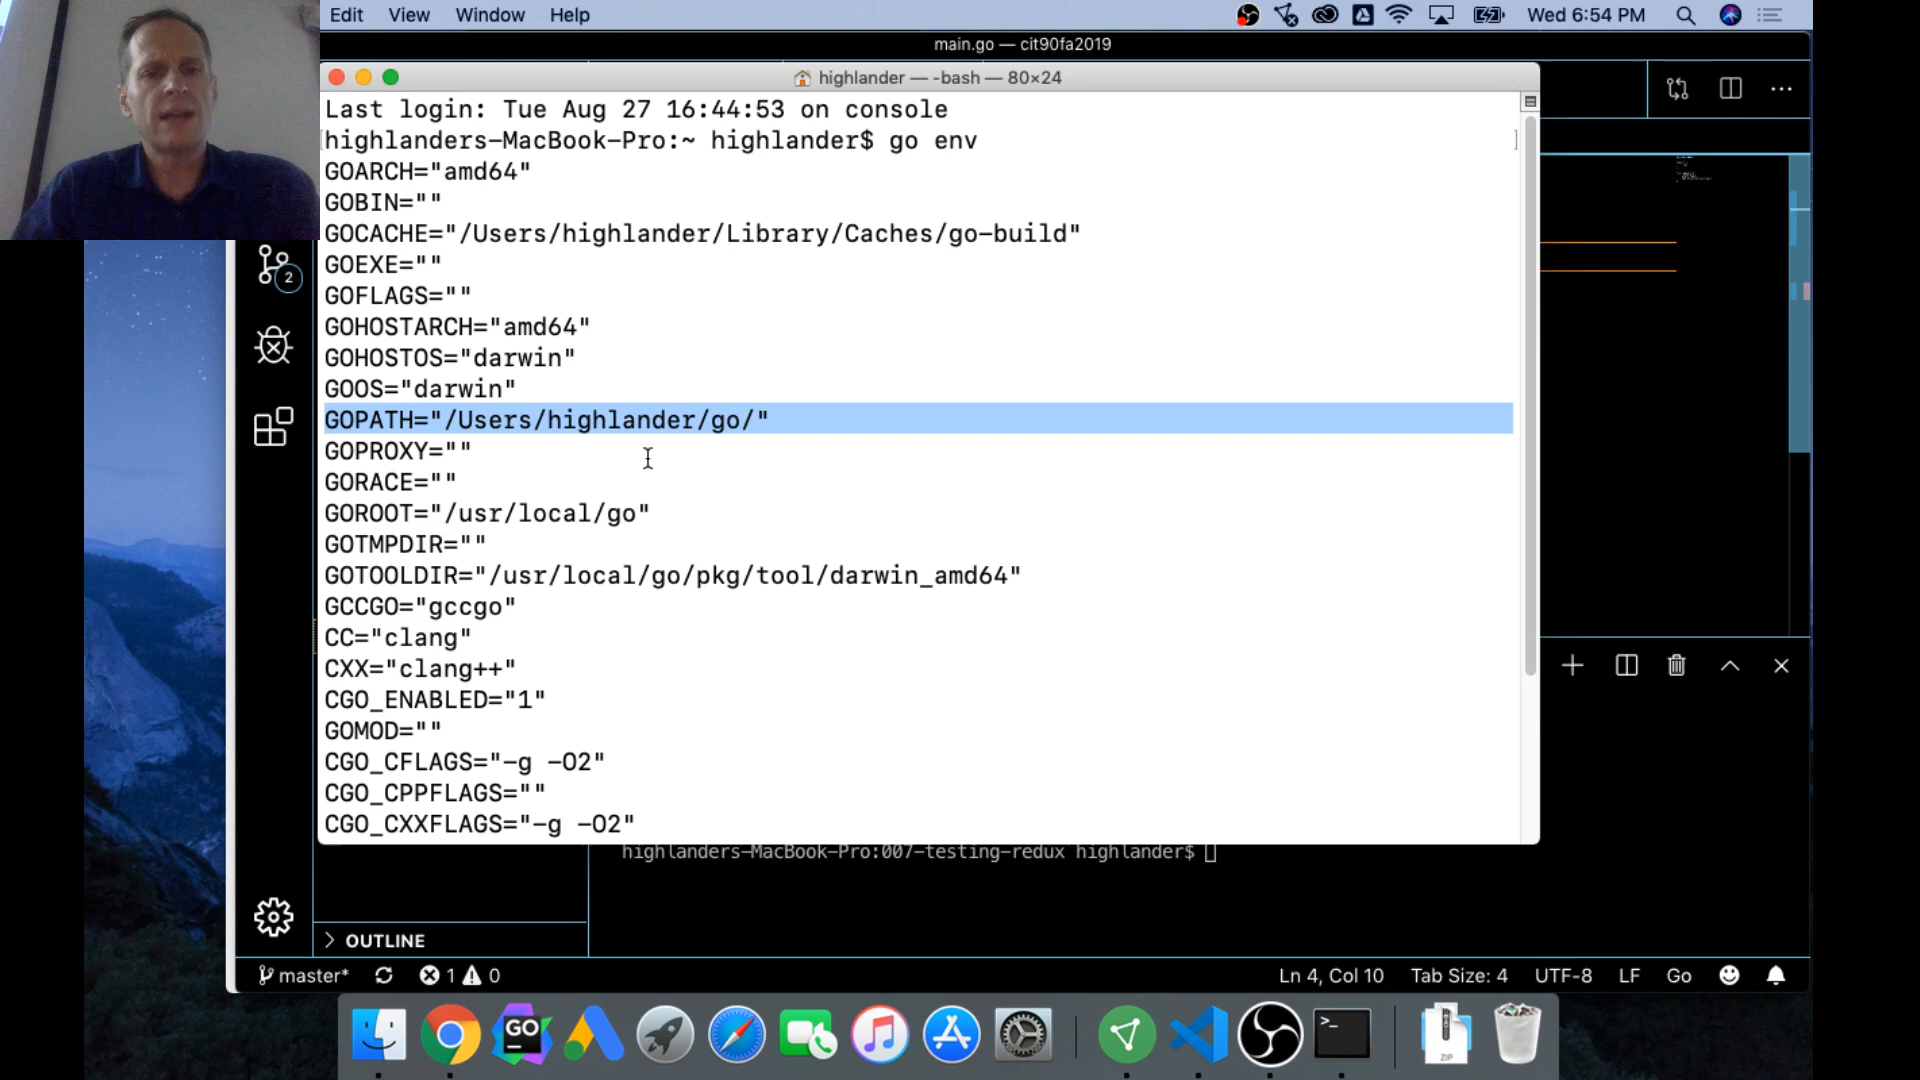 Edit View Window Help
Wed 6:54 PM
main.go — cit90fa2019
highlander — -bash — 80×24
Last login: Tue Aug 27 16:44:53 on console
[highlanders-MacBook-Pro:~ highlander$ go env ]
GOARCH="amd64"
GOBIN=""
GOCACHE="/Users/highlander/Library/Caches/go-build"
GOEXE=""
GOFLAGS=""
GOHOSTARCH="amd64"
GOHOSTOS="darwin"
GOOS="darwin"
GOPATH="/Users/highlander/go/"
GOPROXY=""
GORACE=""
GOROOT="/usr/local/go"
GOTMPDIR=""
GOTOOLDIR="/usr/local/go/pkg/tool/darwin_amd64"
GCCGO="gccgo"
CC="clang"
CXX="clang++"
CGO_ENABLED="1"
GOMOD=""
CGO_CFLAGS="-g -O2"
CGO_CPPFLAGS=""
CGO_CXXFLAGS="-g -O2"
2
highlanders-MacBook-Pro:007-testing-redux highlander$
OUTLINE
master* 1 0 Ln 4, Col 10 Tab Size: 4 UTF-8 LF Go
GO
>_
ZIP